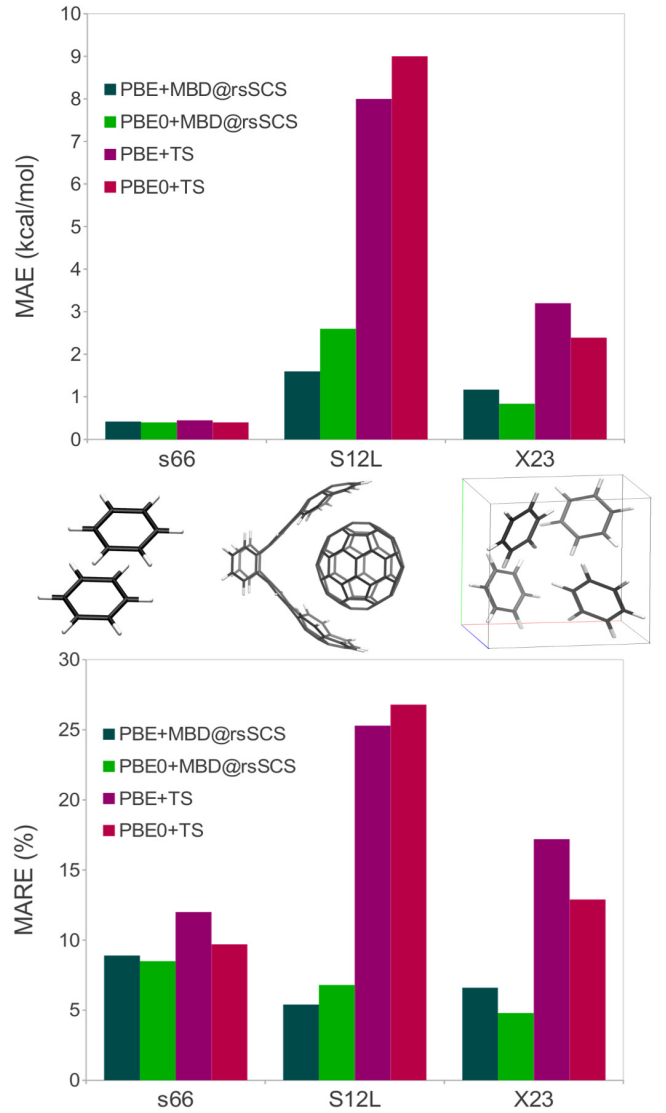 10
9
8
7
6
5
4
3
2
1
0
MAE (kcal/mol)
PBE+MBD@rsSCS
PBE0+MBD@rsSCS
PBE+TS
PBE0+TS
s66 S12L X23
30
25
20
15
10
5
0
MARE (%)
PBE+MBD@rsSCS
PBE0+MBD@rsSCS
PBE+TS
PBE0+TS
s66 S12L X23